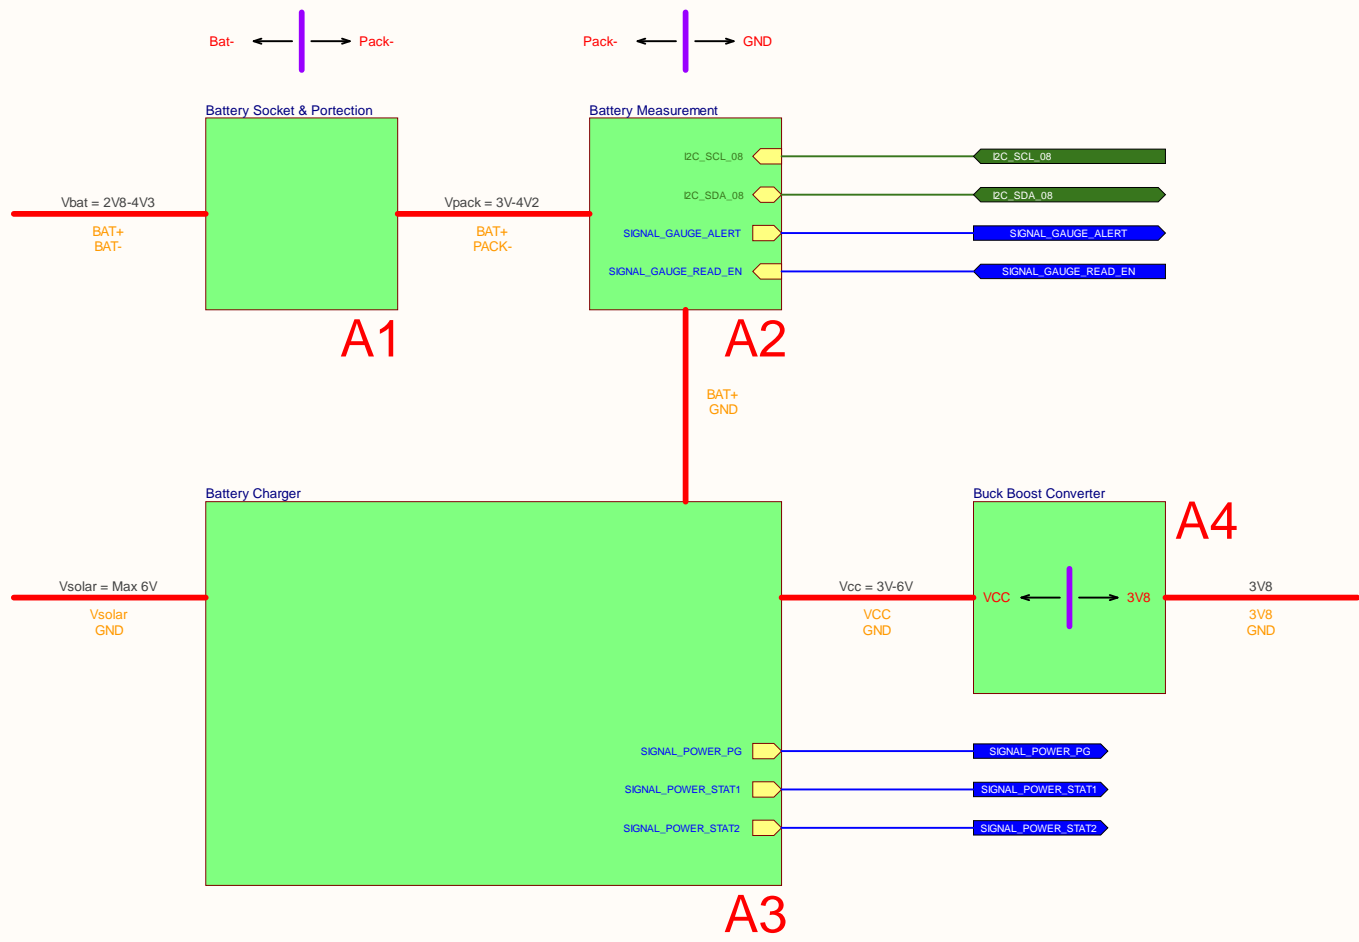 Bat-
Pack-
Pack-
GND
Battery Socket & Portection
Battery Measurement
I2C_SCL_08
I2C_SCL_08
I2C_SDA_08
I2C_SDA_08
Vbat = 2V8-4V3
BAT+
BAT-
Vpack = 3V-4V2
BAT+
PACK-
SIGNAL_GAUGE_ALERT
SIGNAL_GAUGE_ALERT
SIGNAL_GAUGE_READ_EN
SIGNAL_GAUGE_READ_EN
A1
A2
BAT+
GND
Battery Charger
Buck Boost Converter
A4
Vsolar = Max 6V
Vsolar
GND
Vcc = 3V-6V
VCC
GND
VCC
3V8
3V8
3V8
GND
SIGNAL_POWER_PG
SIGNAL_POWER_PG
SIGNAL_POWER_STAT1
SIGNAL_POWER_STAT1
SIGNAL_POWER_STAT2
SIGNAL_POWER_STAT2
A3